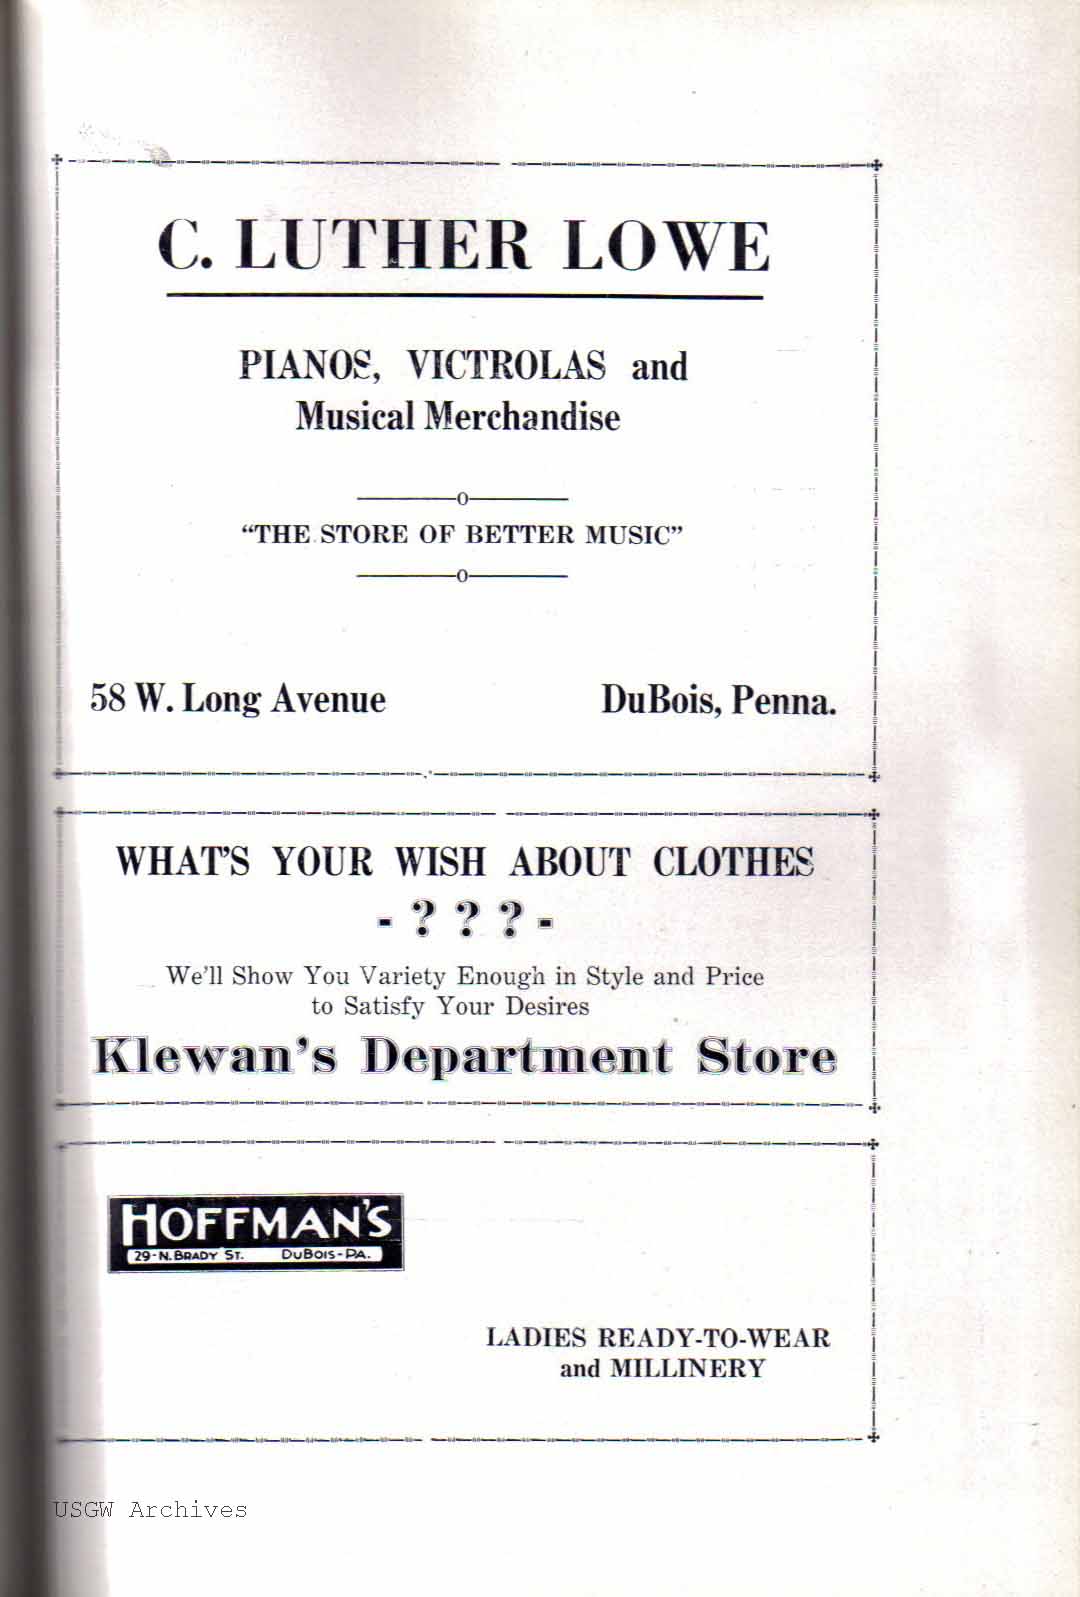 C. LUTHER LOWE
PIANOS, VICTROLAS and
Musical Merchandise
o
“THE STORE OF BETTER MUSIC”
o
58 W. Long Avenue DuBois, Penna.
WHAT'S YOUR WISH ABOUT CLOTHES
- ? ? ? -
We'll Show You Variety Enough in Style and Price
to Satisfy Your Desires
Klewan's Department Store
HOFFMAN'S
29-N. BRADY ST. DUBOIS-PA.
LADIES READY-TO-WEAR
and MILLINERY
USGW Archives